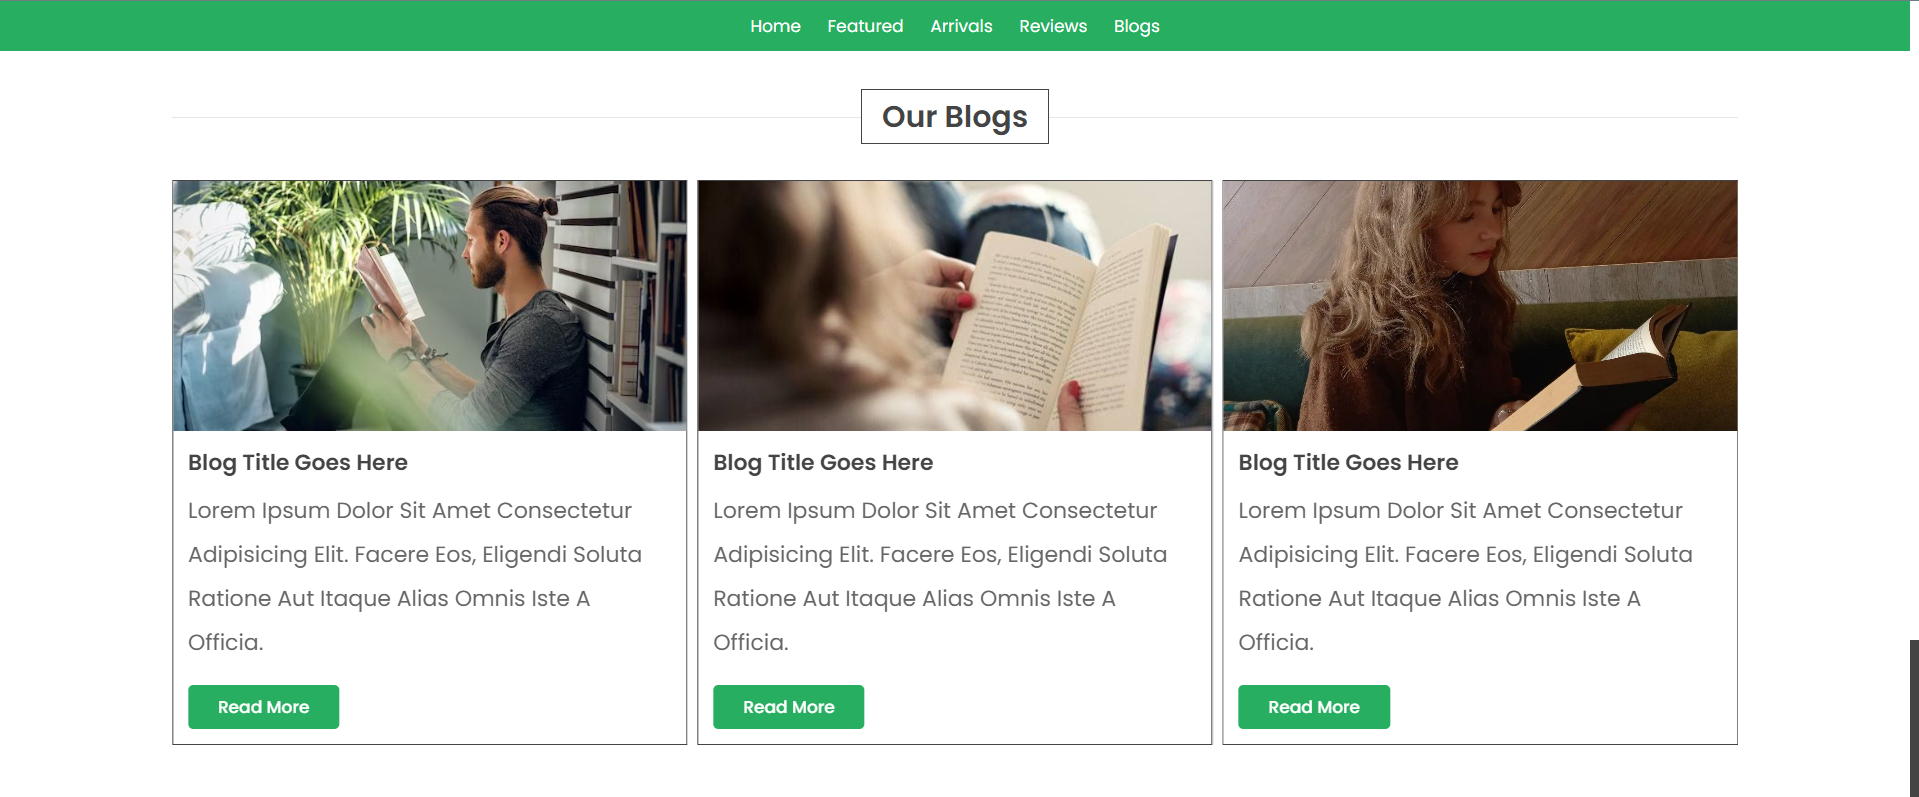 Home Featured Arrivals Reviews Blogs
Our Blogs
Blog Title Goes Here
Lorem Ipsum Dolor Sit Amet Consectetur
Adipisicing Elit. Facere Eos, Eligendi Soluta
Ratione Aut Itaque Alias Omnis Iste A
Officia.
Read More
Blog Title Goes Here
Lorem Ipsum Dolor Sit Amet Consectetur
Adipisicing Elit. Facere Eos, Eligendi Soluta
Ratione Aut Itaque Alias Omnis Iste A
Officia.
Read More
Blog Title Goes Here
Lorem Ipsum Dolor Sit Amet Consectetur
Adipisicing Elit. Facere Eos, Eligendi Soluta
Ratione Aut Itaque Alias Omnis Iste A
Officia.
Read More